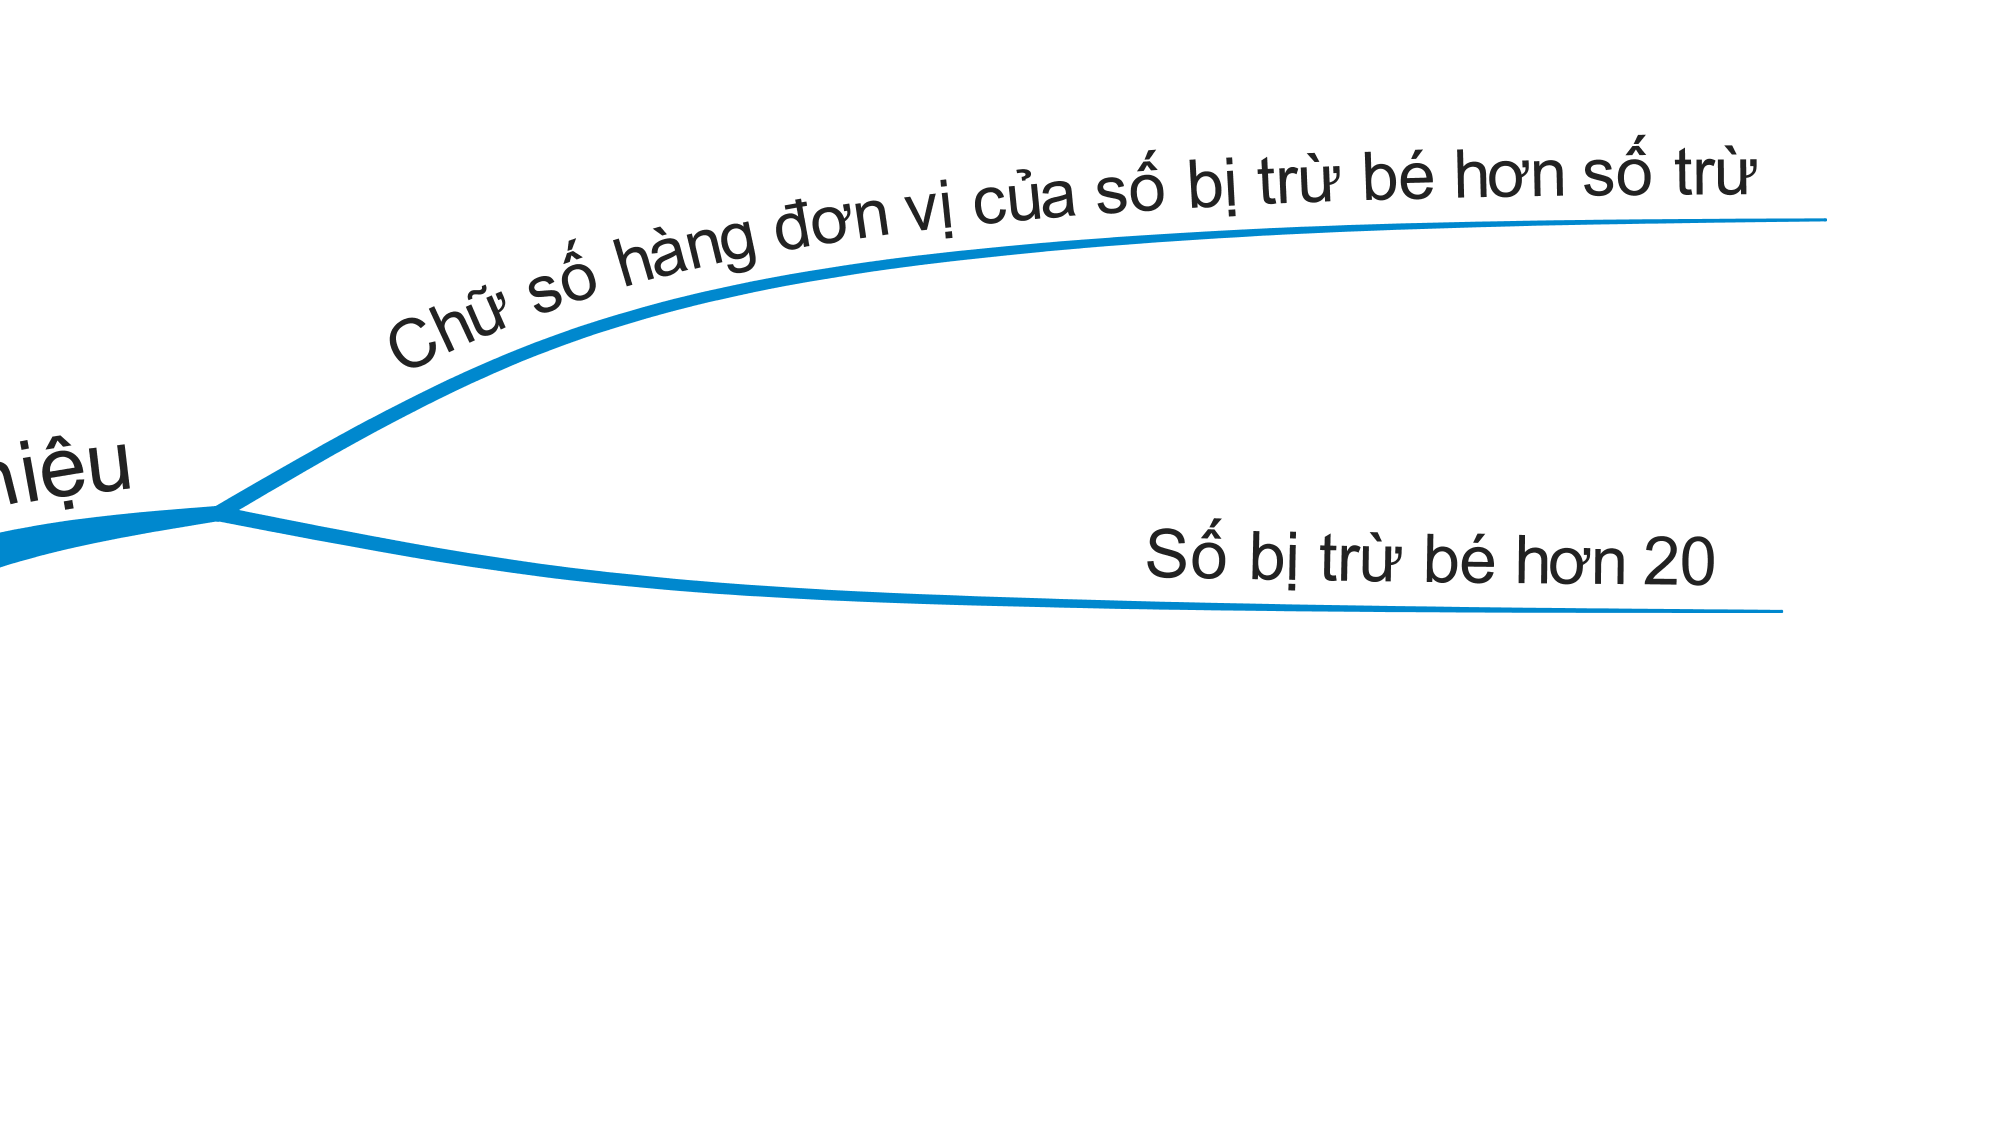 Chữ số hàng đơn vị của số bị trừ bé hơn số trừ
hiệu
Số bị trừ bé hơn 20